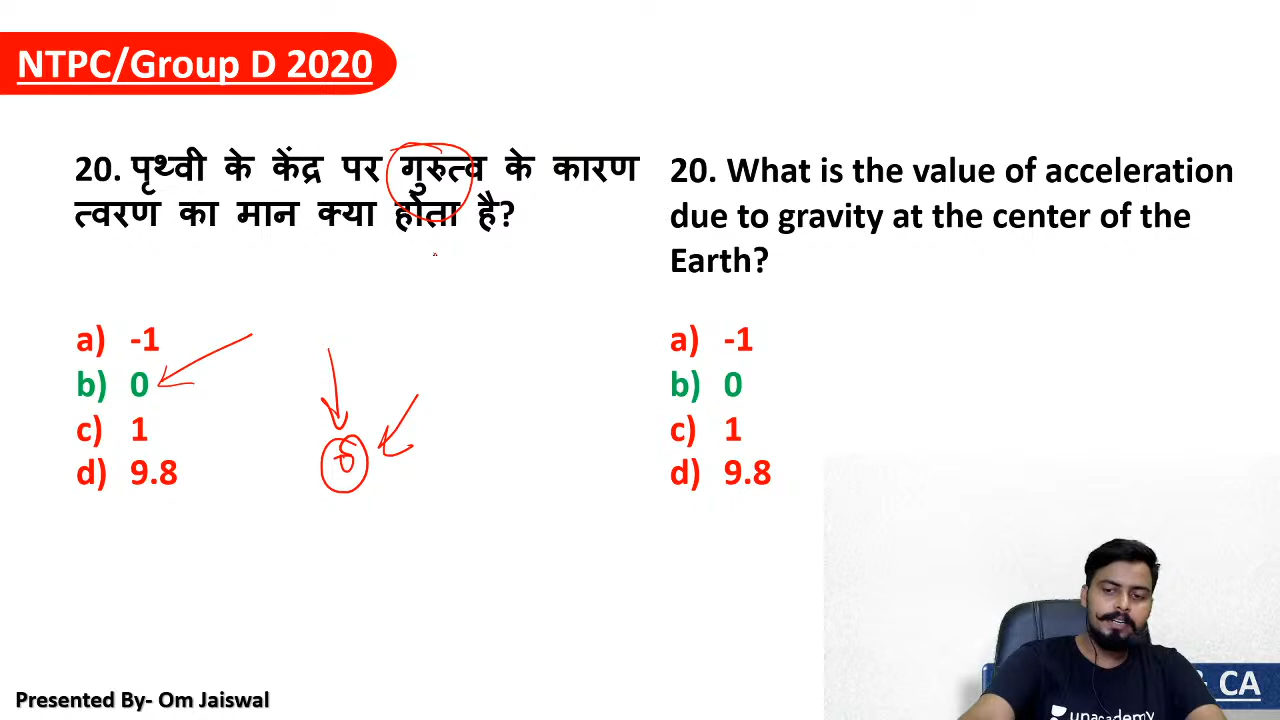 NTPC/Group D 2020
20. पृथ्वी के केंद्र पर गुरुत्व के कारण
त्वरण का मान क्या होता है?
a) -1
b) 0
c) 1
d) 9.8
20. What is the value of acceleration
due to gravity at the center of the
Earth?
a) -1
b) 0
c) 1
d) 9.8
CA
unacademy
Presented By- Om Jaiswal